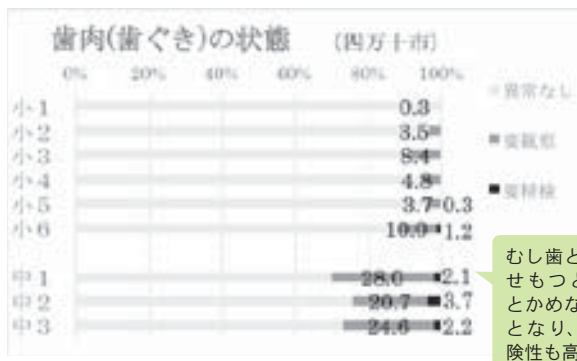 歯肉(歯ぐき)の状態 (四万十市)
0% 20% 40% 60% 80% 100%
異常なし
要観察
要精検
小1 0.3
小2 3.5
小3 8.4
小4 4.8
小5 3.7 0.3
小6 10.0 1.2
中1 28.0 2.1
中2 20.7 3.7
中3 24.6 2.2
むし歯と
せもつと
とかめな
となり、
険性も高